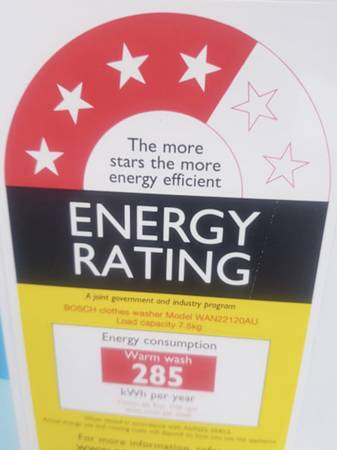 The more
stars the more
energy efficient
ENERGY
RATING
A joint government and industry program
BOSCH clothes washer Model WAN22120AU
Load capacity 7.5kg
Energy consumption
Warm wash
285
kWh per year
For more information, refer